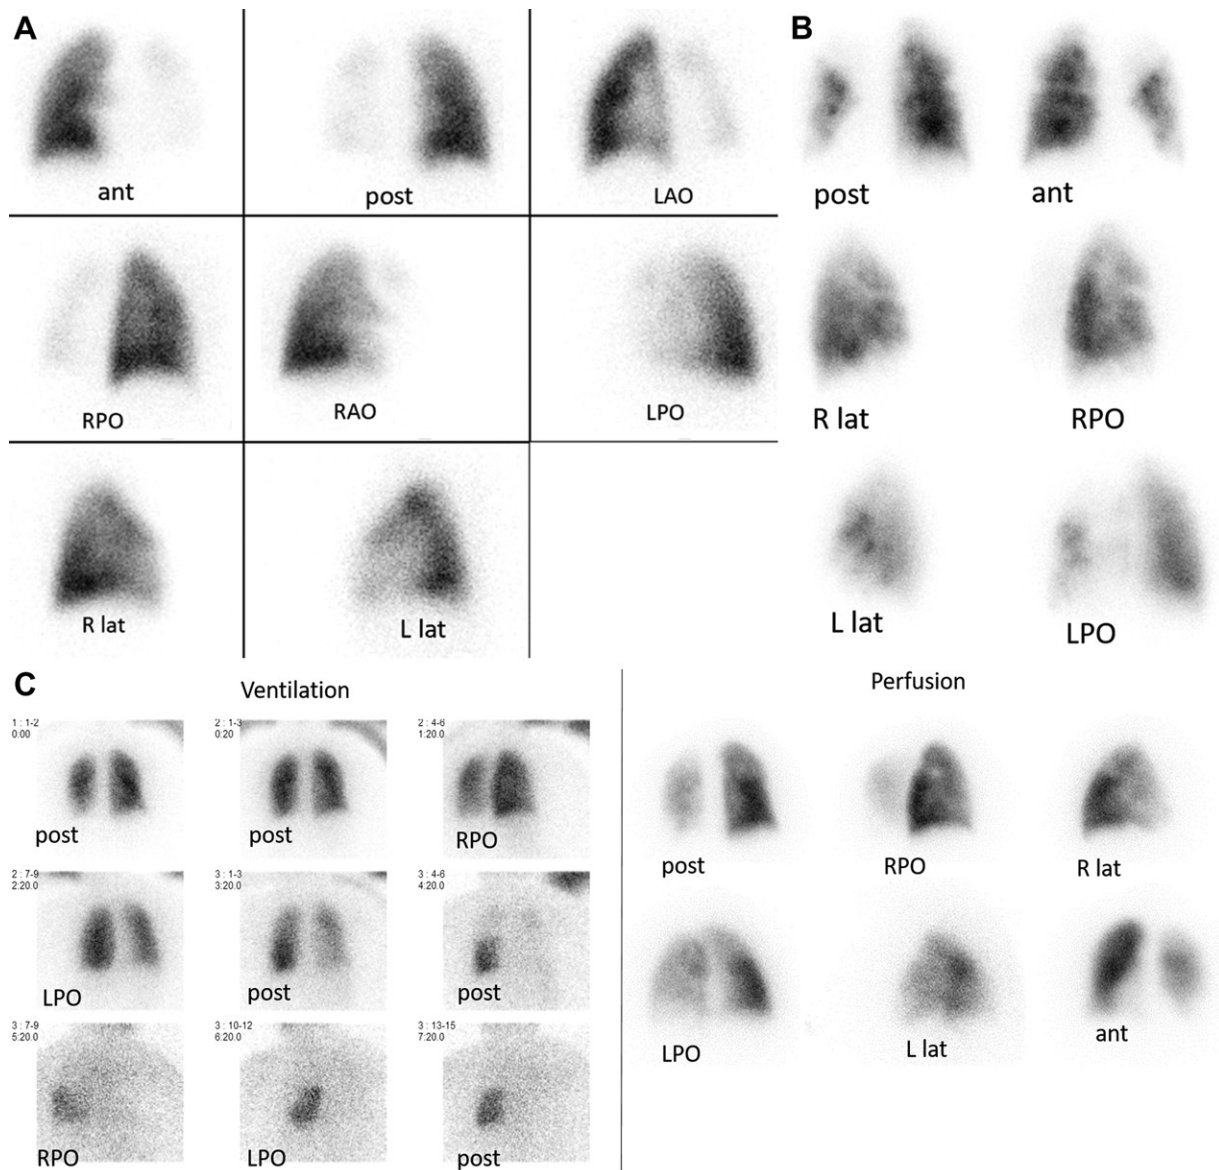 A
ant
post
LAO
RPO
RAO
LPO
R lat
L lat
B
post
ant
R lat
RPO
L lat
LPO
C
Ventilation
1 : 1-2
0:00
post
2 : 1-3
0:20
post
2 : 4-6
1:20.0
RPO
2 : 7-9
2:20.0
LPO
3 : 1-3
3:20.0
post
3 : 4-6
4:20.0
post
3 : 7-9
5:20.0
RPO
3 : 10-12
6:20.0
LPO
3 : 13-15
7:20.0
post
Perfusion
post
RPO
R lat
LPO
L lat
ant